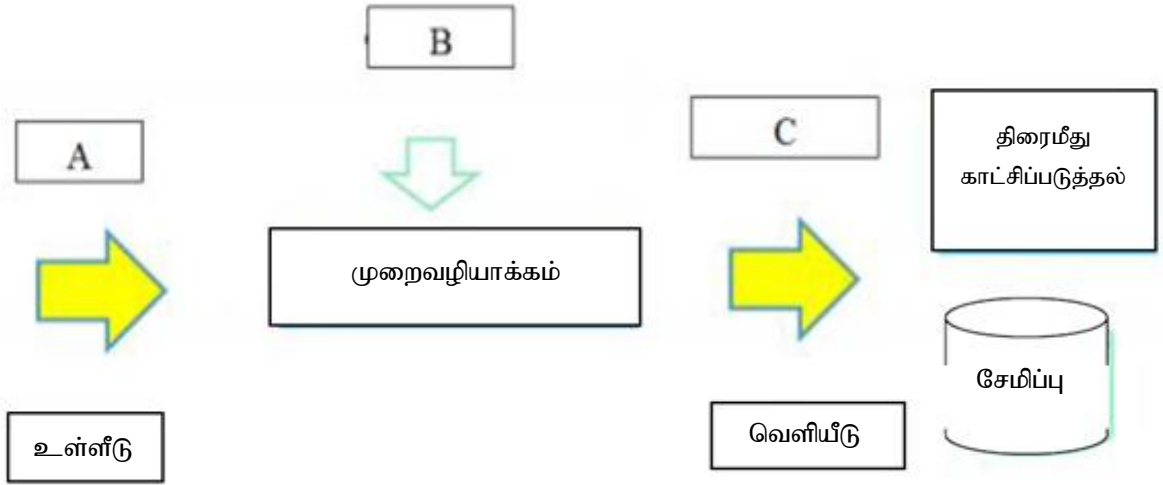 B
A
C
திரைமீது
காட்சிப்படுத்தல்
முறைவழியாக்கம்
சேமிப்பு
உள்ளீடு
வெளியீடு